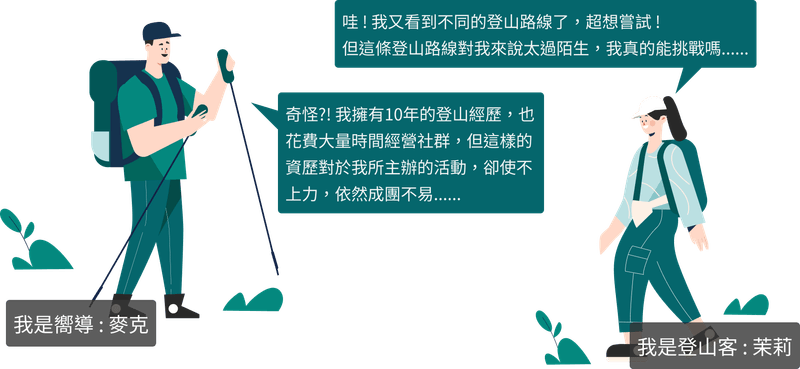 哇！我又看到不同的登山路線了，超想嘗試！
但這條登山路線對我來說太過陌生，我真的能挑戰嗎......
奇怪?! 我擁有10年的登山經歷，也
花費大量時間經營社群，但這樣的
資歷對於我所主辦的活動，卻使不
上力，依然成團不易......
我是嚮導 : 麥克
我是登山客 : 茉莉